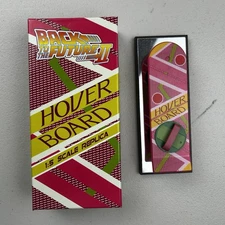 BACK
TO THE
FUTURE II
HOVER
BOARD
1:5 SCALE REPLICA
HOVER
BOARD